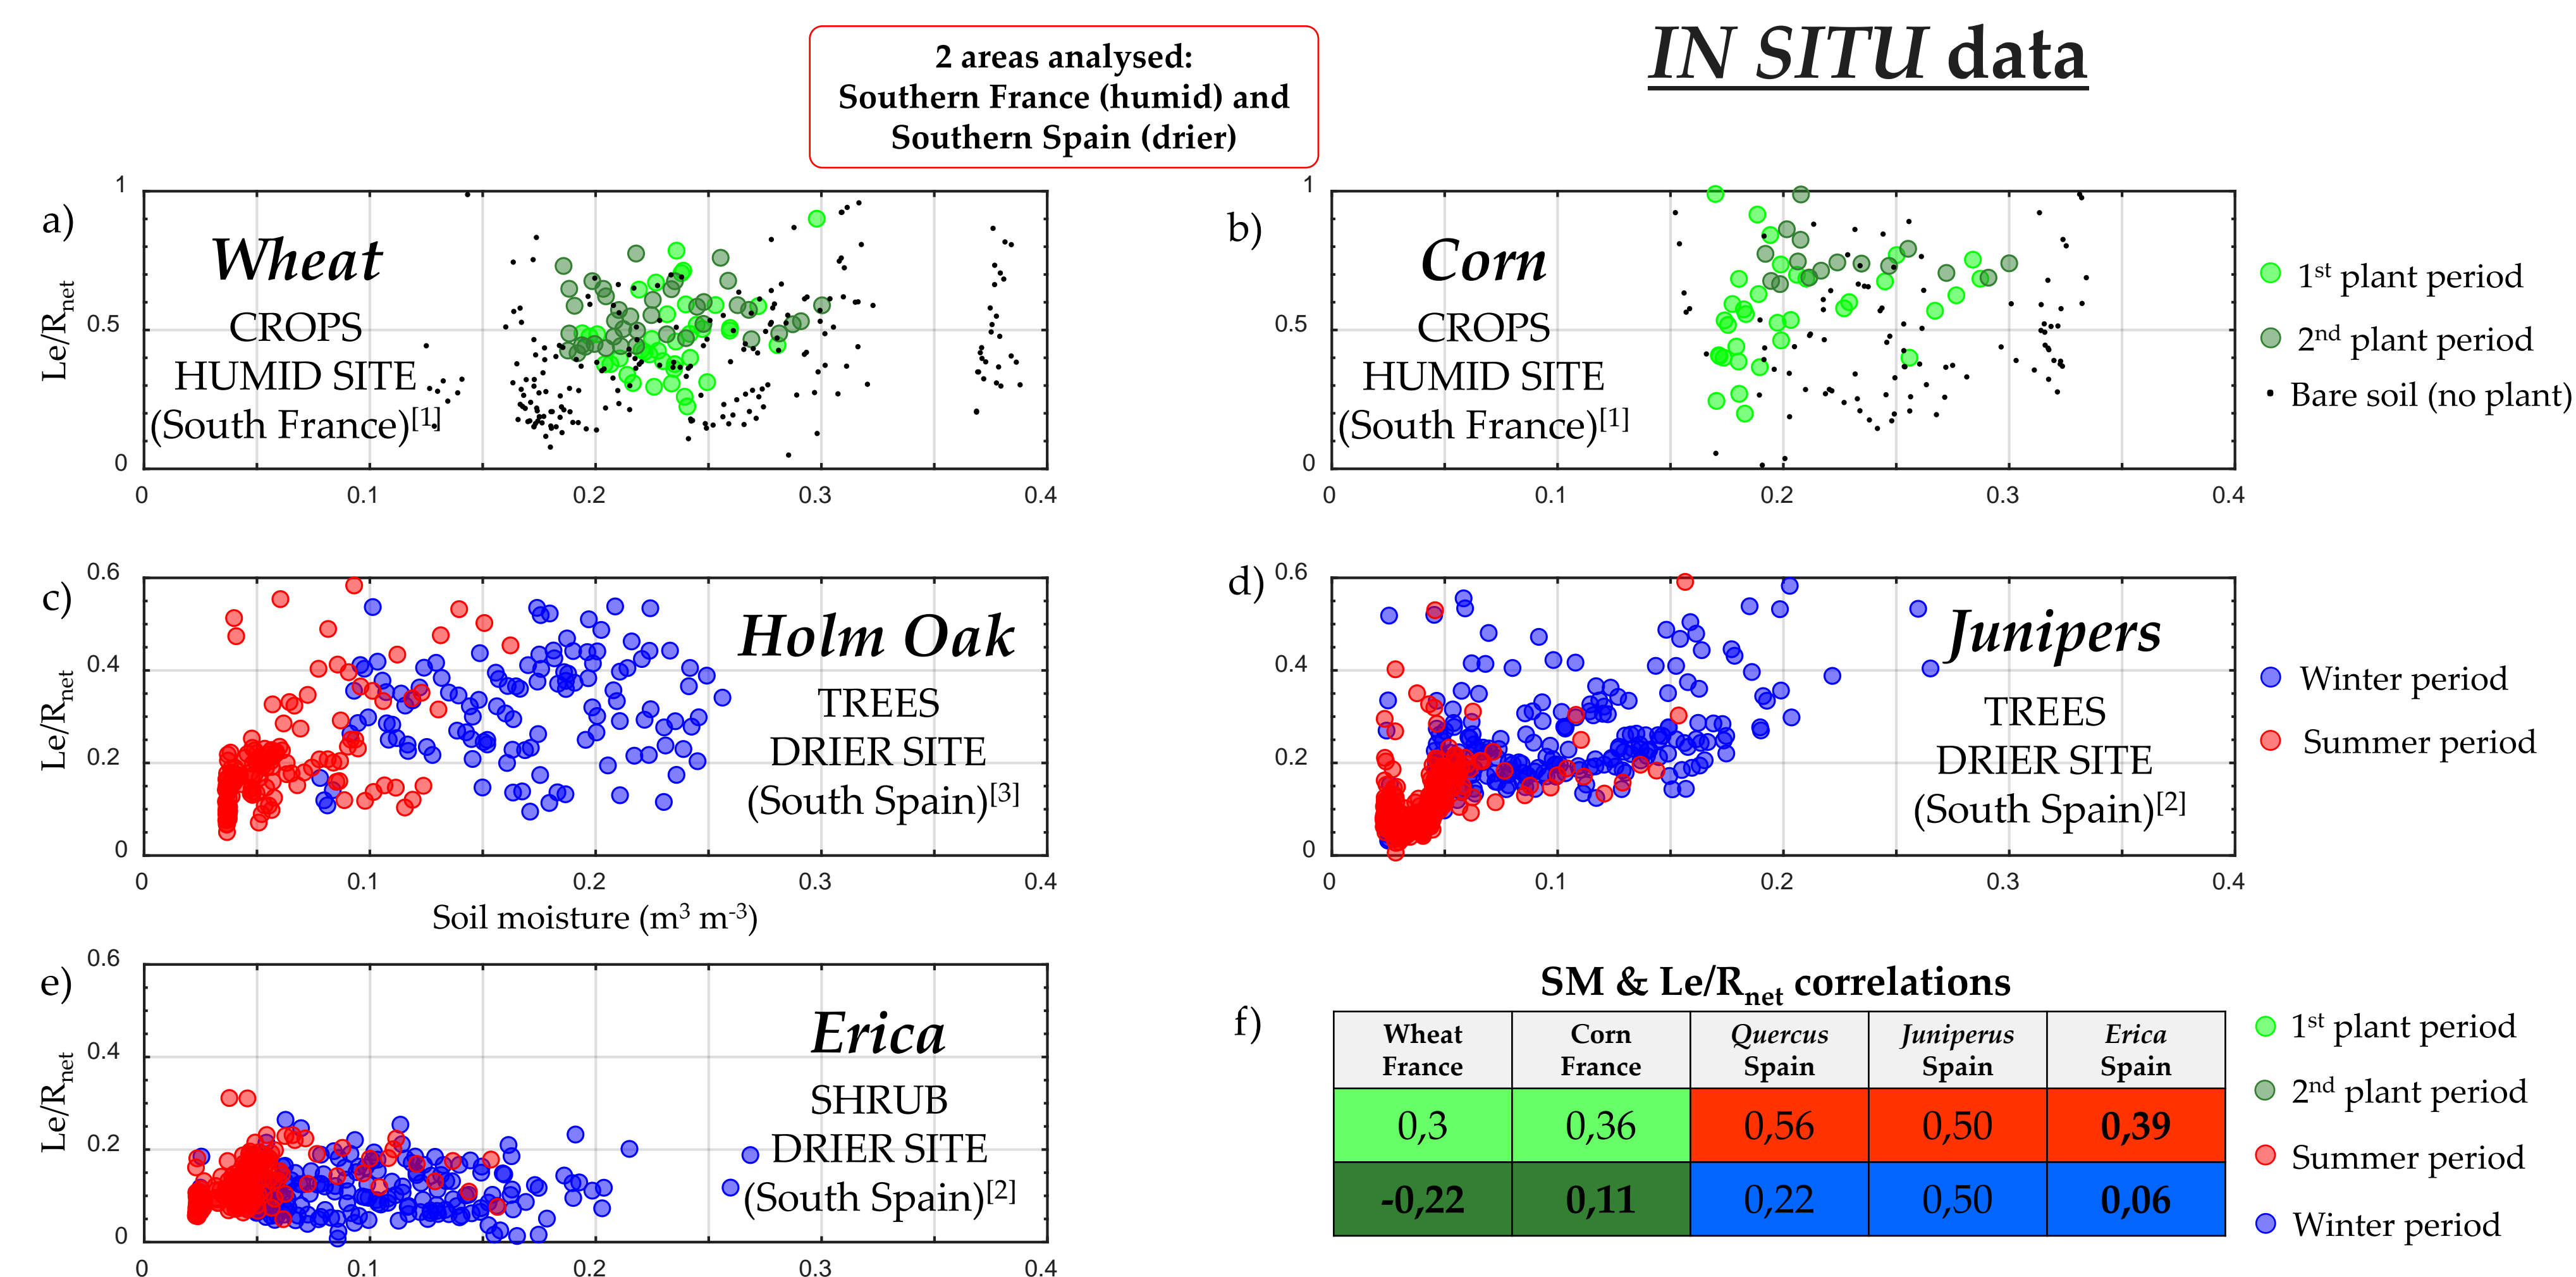 IN SITU data
2 areas analysed:
Southern France (humid) and
Southern Spain (drier)
a)
Le/Rnet
1
0.5
0
Wheat
CROPS
HUMID SITE
(South France)[1]
0 0.1 0.2 0.3 0.4
b)
1
0.5
0
Corn
CROPS
HUMID SITE
(South France)[1]
0 0.1 0.2 0.3 0.4
1st plant period
2nd plant period
Bare soil (no plant)
c)
Le/Rnet
0.6
0.4
0.2
0
Holm Oak
TREES
DRIER SITE
(South Spain)[3]
0 0.1 0.2 0.3 0.4
Soil moisture (m3 m-3)
d)
0.6
0.4
0.2
0
Junipers
TREES
DRIER SITE
(South Spain)[2]
0 0.1 0.2 0.3 0.4
Winter period
Summer period
e)
Le/Rnet
0.6
0.4
0.2
0
Erica
SHRUB
DRIER SITE
(South Spain)[2]
0 0.1 0.2 0.3 0.4
f)
SM & Le/Rnet correlations
Wheat France Corn France Quercus Spain Juniperus Spain Erica Spain
0,3 0,36 0,56 0,50 0,39
-0,22 0,11 0,22 0,50 0,06
1st plant period
2nd plant period
Summer period
Winter period